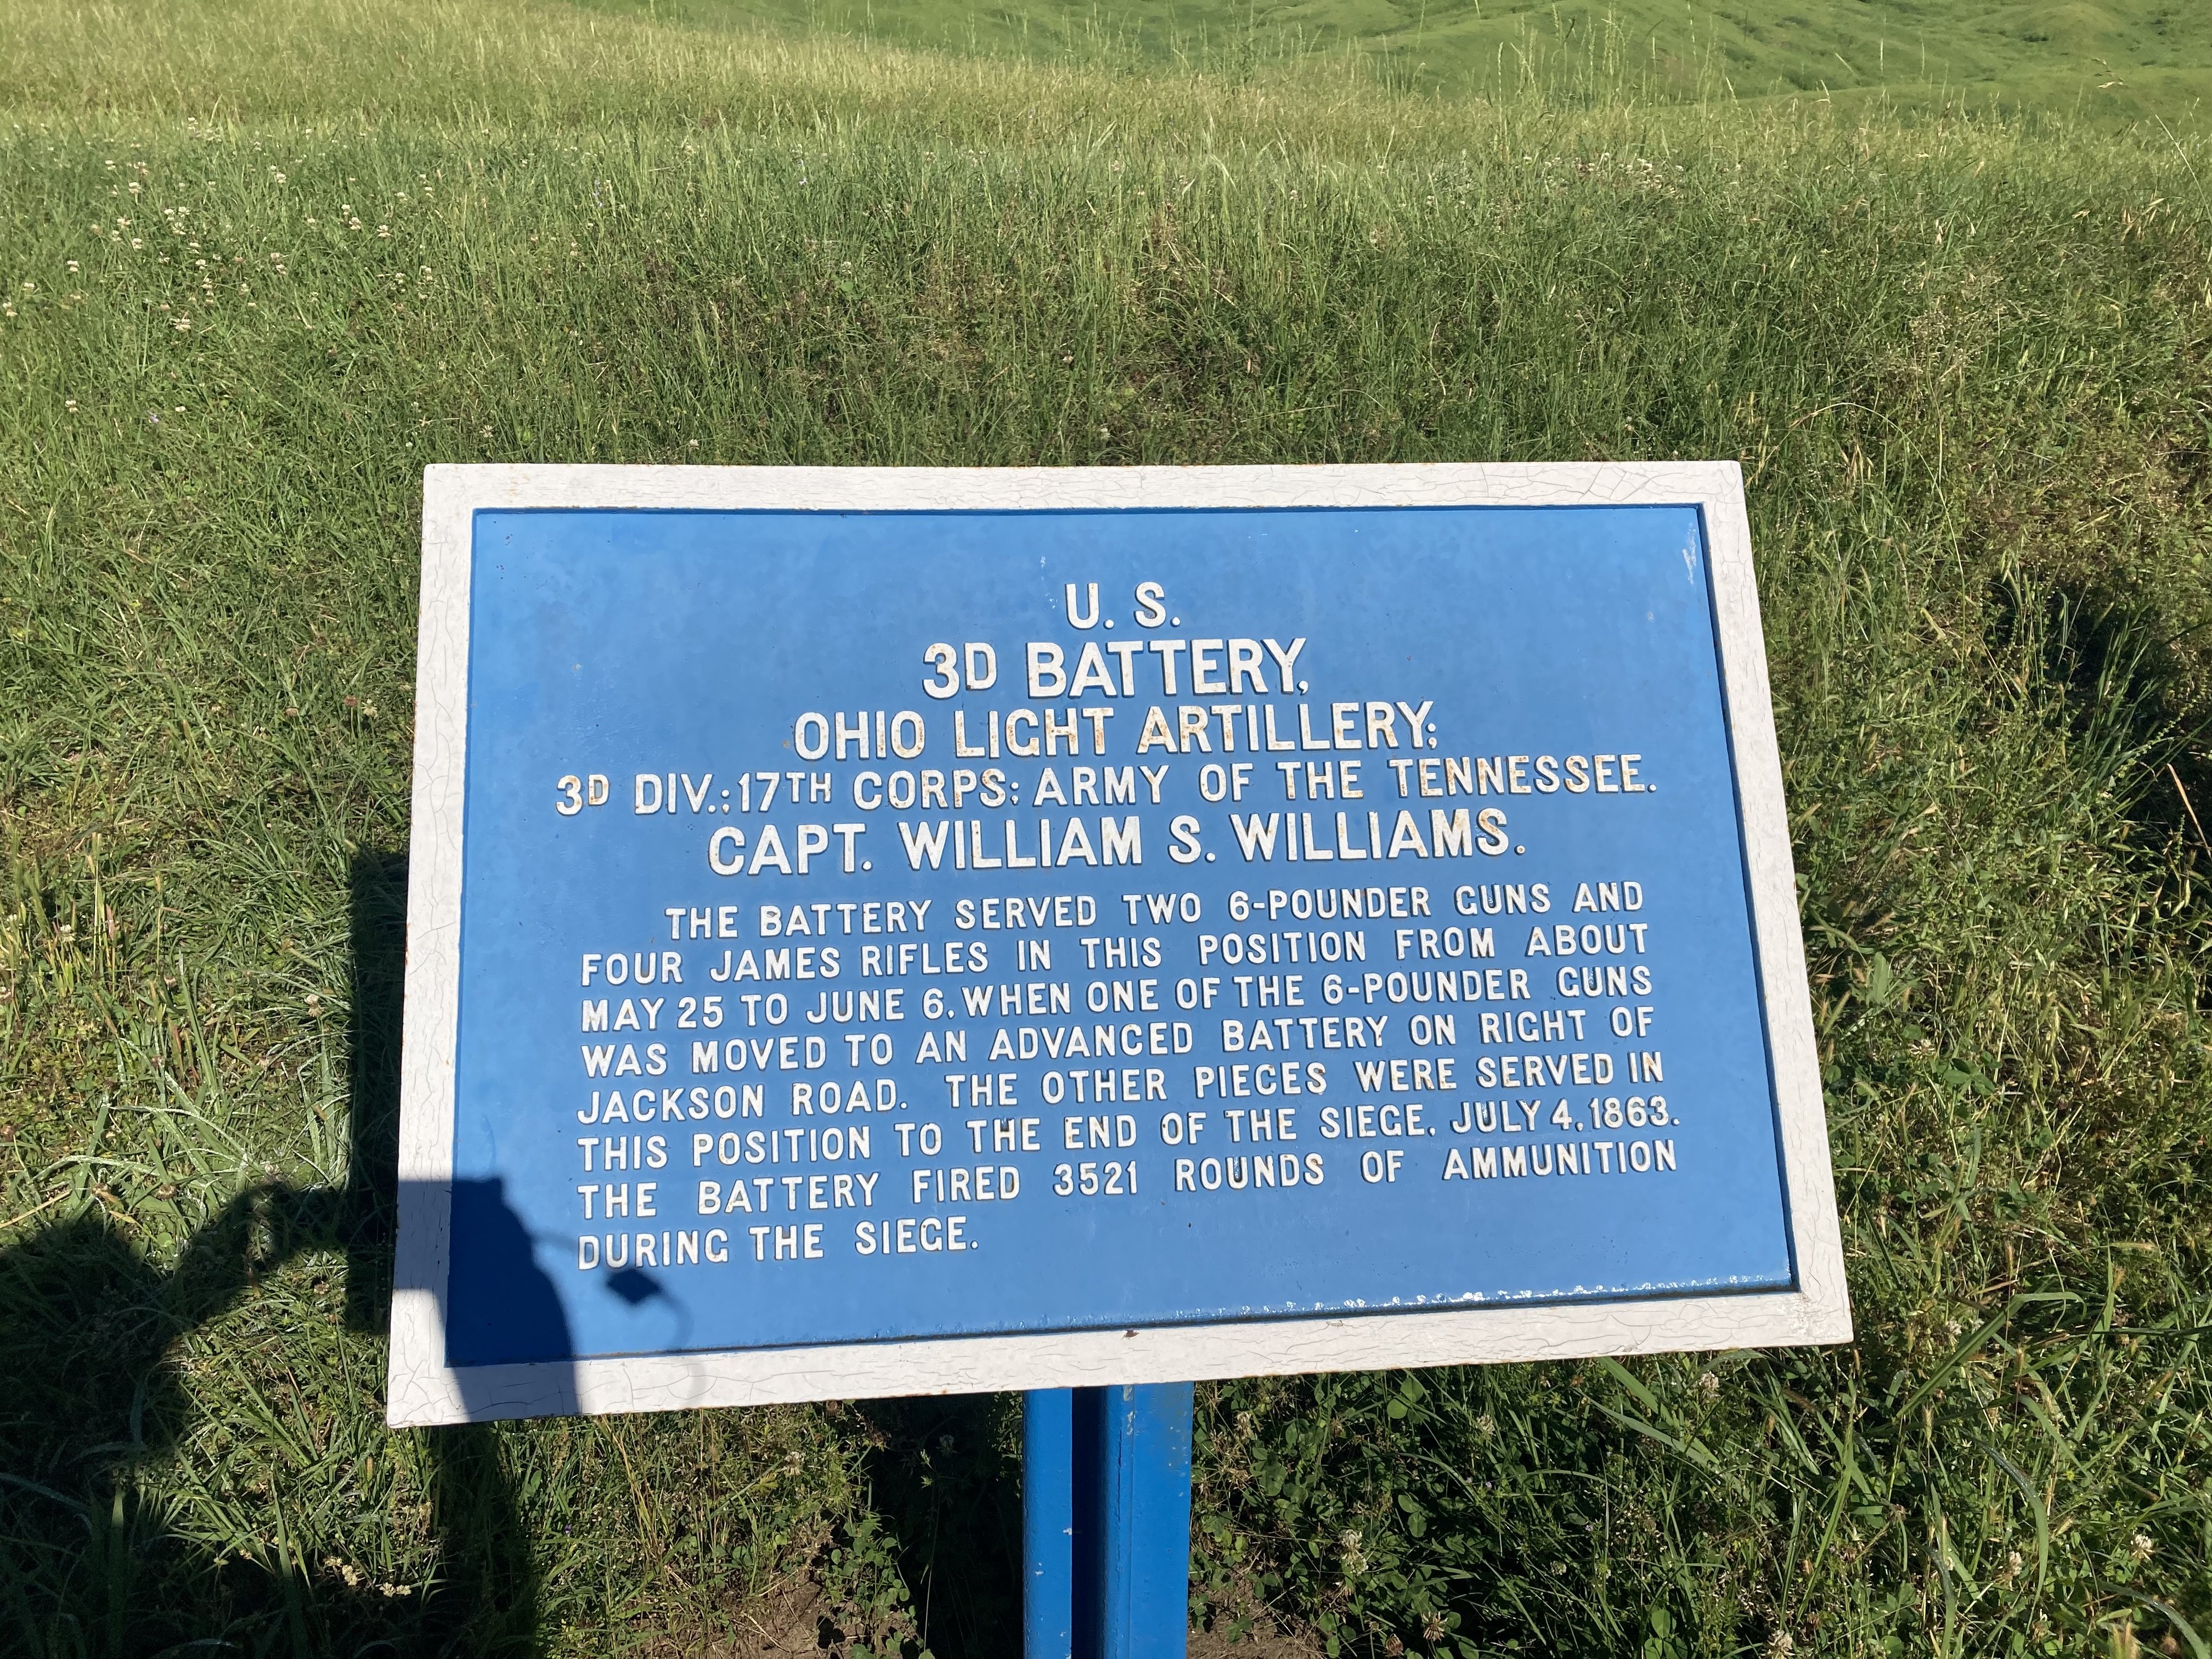 U. S.
3D BATTERY,
OHIO LIGHT ARTILLERY;
3D DIV.; 17TH CORPS; ARMY OF THE TENNESSEE.
CAPT. WILLIAM S. WILLIAMS.
THE BATTERY SERVED TWO 6-POUNDER GUNS AND
FOUR JAMES RIFLES IN THIS POSITION FROM ABOUT
MAY 25 TO JUNE 6, WHEN ONE OF THE 6-POUNDER GUNS
WAS MOVED TO AN ADVANCED BATTERY ON RIGHT OF
JACKSON ROAD. THE OTHER PIECES WERE SERVED IN
THIS POSITION TO THE END OF THE SIEGE, JULY 4, 1863.
THE BATTERY FIRED 3521 ROUNDS OF AMMUNITION
DURING THE SIEGE.